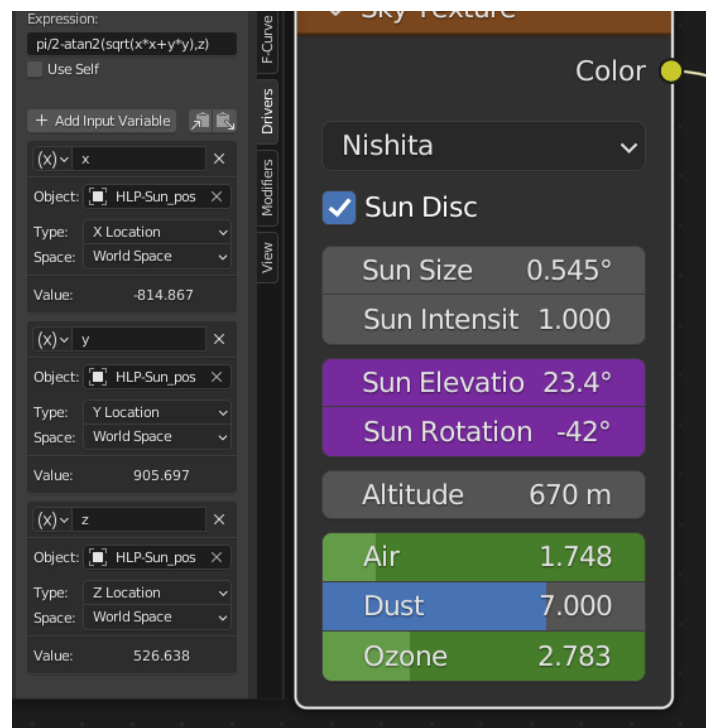 Expression:
pi/2-atan2(sqrt(x*x+y*y),z)
Use Self
+ Add Input Variable
(x) x
Object: HLP-Sun_pos
Type: X Location
Space: World Space
Value: -814.867
(x) y
Object: HLP-Sun_pos
Type: Y Location
Space: World Space
Value: 905.697
(x) z
Object: HLP-Sun_pos
Type: Z Location
Space: World Space
Value: 526.638
F-Curve
Drivers
Modifiers
View
Sky Texture
Color
Nishita
Sun Disc
Sun Size 0.545°
Sun Intensit 1.000
Sun Elevatio 23.4°
Sun Rotation -42°
Altitude 670 m
Air 1.748
Dust 7.000
Ozone 2.783